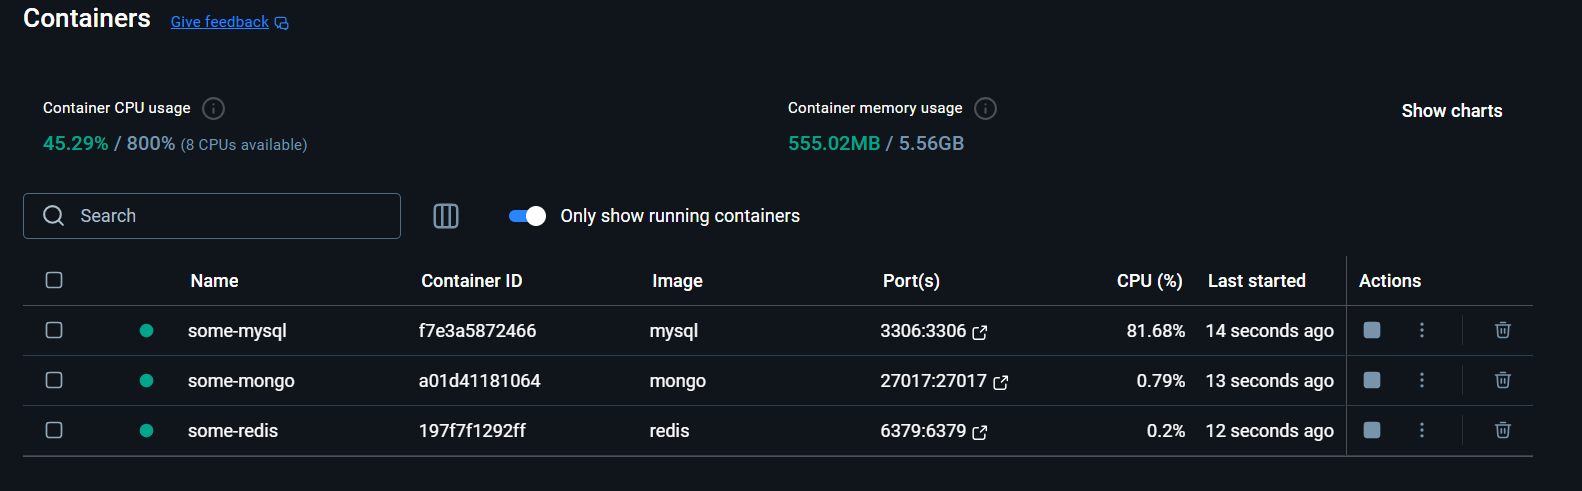 Containers Give feedback
Container CPU usage
45.29% / 800% (8 CPUs available)
Container memory usage
555.02MB / 5.56GB
Show charts
Search
Only show running containers
Name Container ID Image Port(s) CPU (%) Last started Actions
some-mysql f7e3a5872466 mysql 3306:3306 81.68% 14 seconds ago
some-mongo a01d41181064 mongo 27017:27017 0.79% 13 seconds ago
some-redis 197f7f1292ff redis 6379:6379 0.2% 12 seconds ago